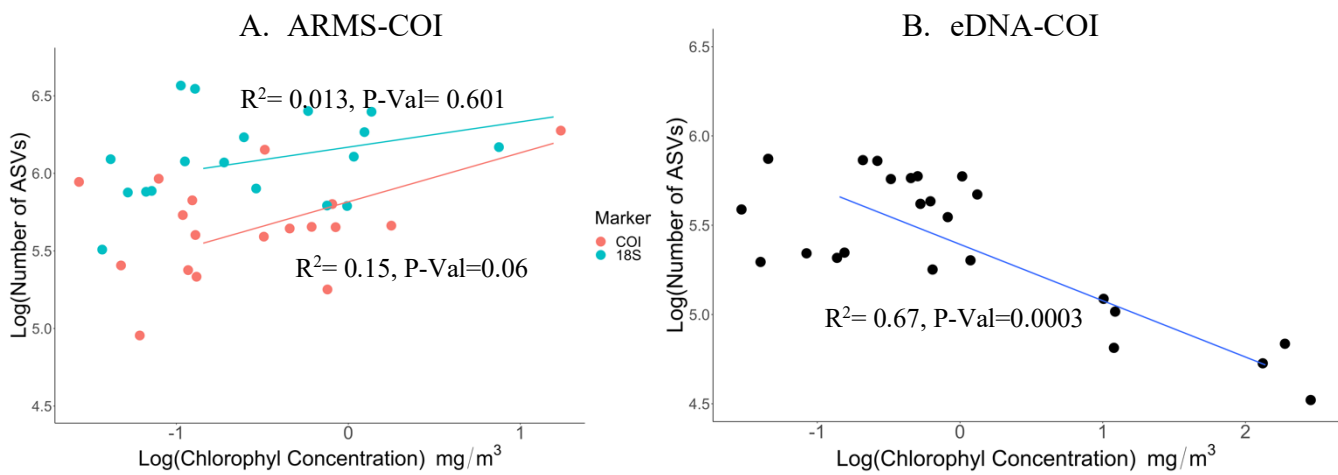 A. ARMS-COI
Log(Number of ASVs)
6.5
6.0
5.5
5.0
4.5
R²= 0.013, P-Val= 0.601
R²= 0.15, P-Val=0.06
-1 0 1
Log(Chlorophyl Concentration) mg/m³
Marker
COI
18S
B. eDNA-COI
Log(Number of ASVs)
6.5
6.0
5.5
5.0
4.5
R²= 0.67, P-Val=0.0003
-1 0 1 2
Log(Chlorophyl Concentration) mg/m³